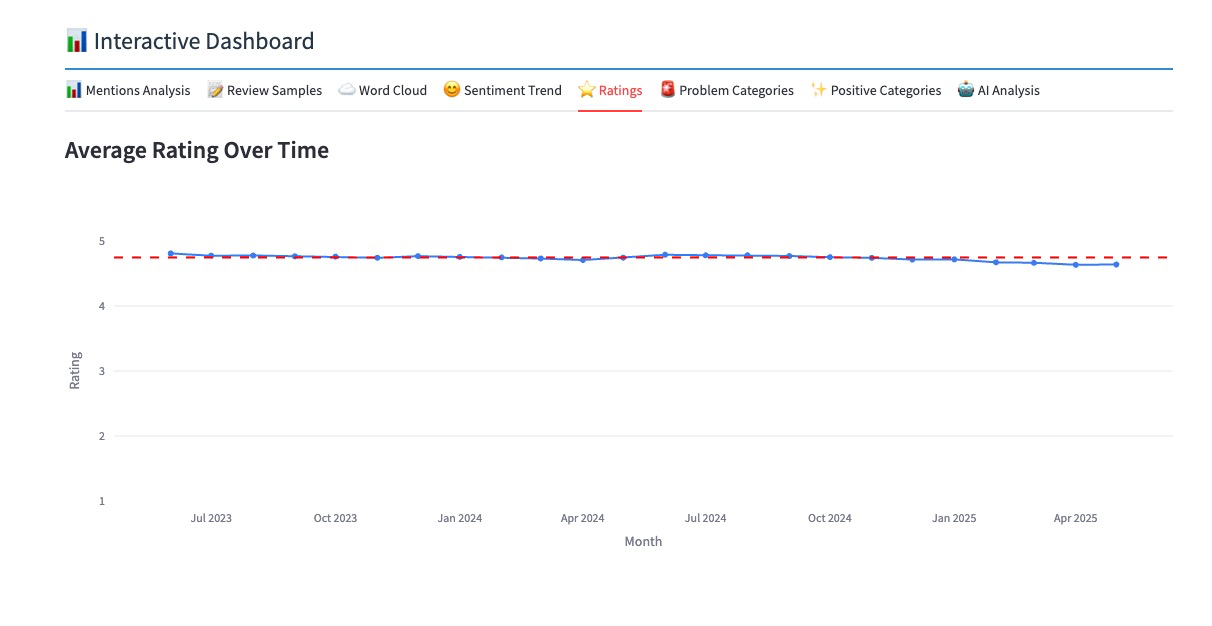 Interactive Dashboard
Mentions Analysis Review Samples Word Cloud Sentiment Trend Ratings Problem Categories Positive Categories AI Analysis
Average Rating Over Time
5
4
3
2
1
Rating
Jul 2023 Oct 2023 Jan 2024 Apr 2024 Jul 2024 Oct 2024 Jan 2025 Apr 2025
Month